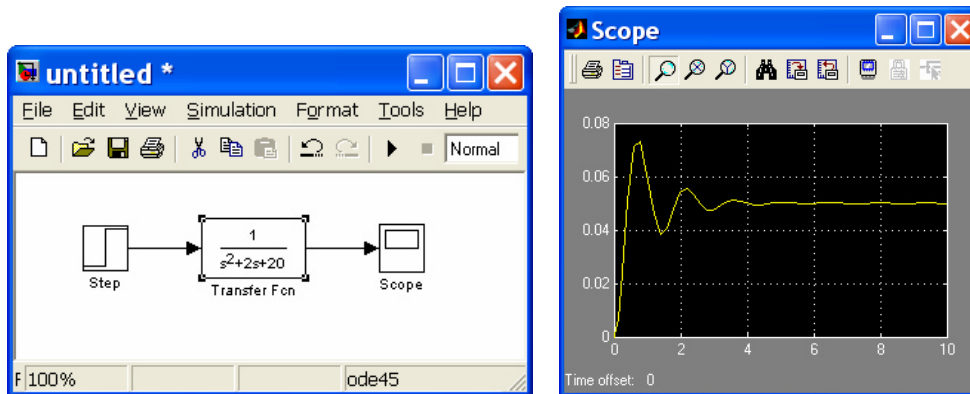 untitled *
File Edit View Simulation Format Tools Help
Normal
1
s²+2s+20
Step
Transfer Fcn
Scope
F 100%
ode45
Scope
0.08
0.06
0.04
0.02
0
0 2 4 6 8 10
Time offset: 0